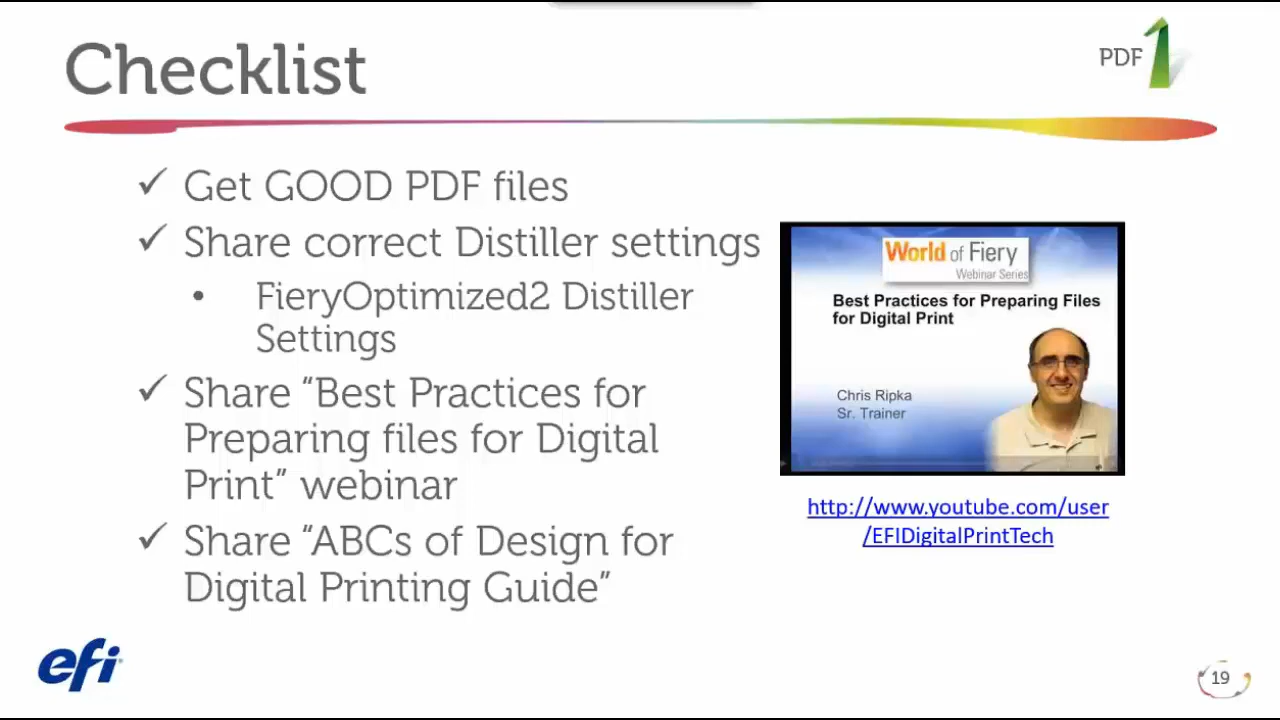 Checklist
PDF 1
✓ Get GOOD PDF files
✓ Share correct Distiller settings
• FieryOptimized2 Distiller
Settings
✓ Share “Best Practices for
Preparing files for Digital
Print” webinar
✓ Share “ABCs of Design for
Digital Printing Guide”
World of Fiery
Webinar Series
Best Practices for Preparing Files
for Digital Print
Chris Ripka
Sr. Trainer
http://www.youtube.com/user
/EFIDigitalPrintTech
efi
19